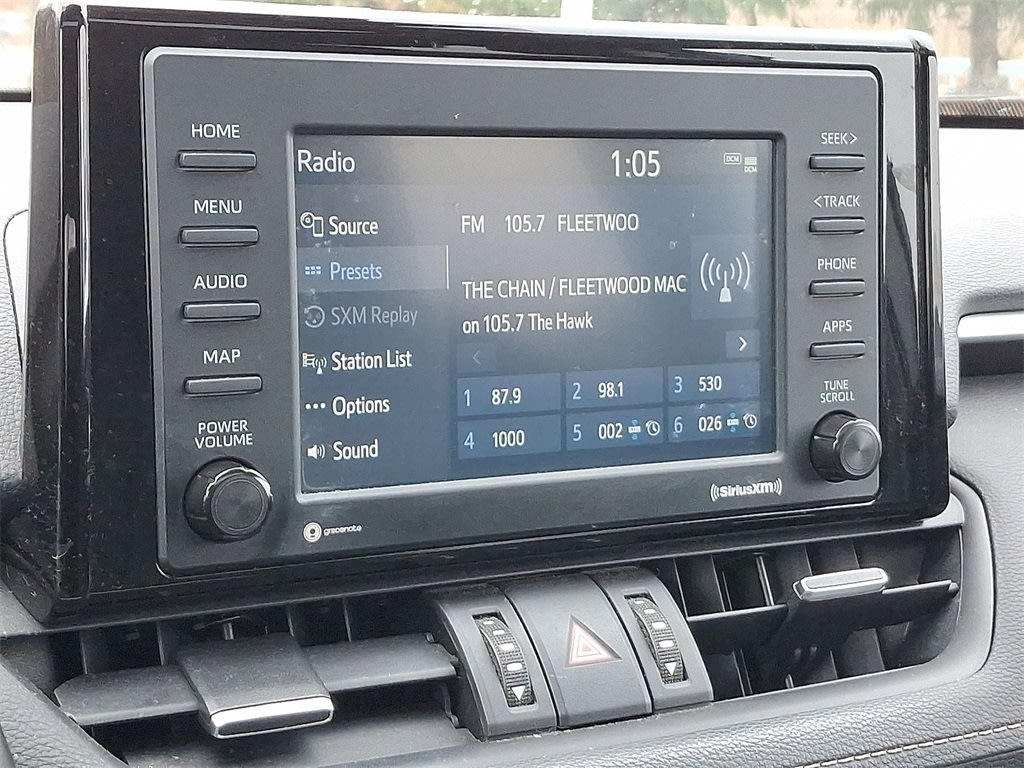 HOME
MENU
AUDIO
MAP
POWER
VOLUME
Radio 1:05 DCM DCM
Source
Presets
SXM Replay
Station List
Options
Sound
FM 105.7 FLEETWOO
THE CHAIN / FLEETWOOD MAC
on 105.7 The Hawk
< >
1 87.9 2 98.1 3 530
4 1000 5 002 6 026
SEEK>
<TRACK
PHONE
APPS
TUNE
SCROLL
gracenote
((SiriusXM))